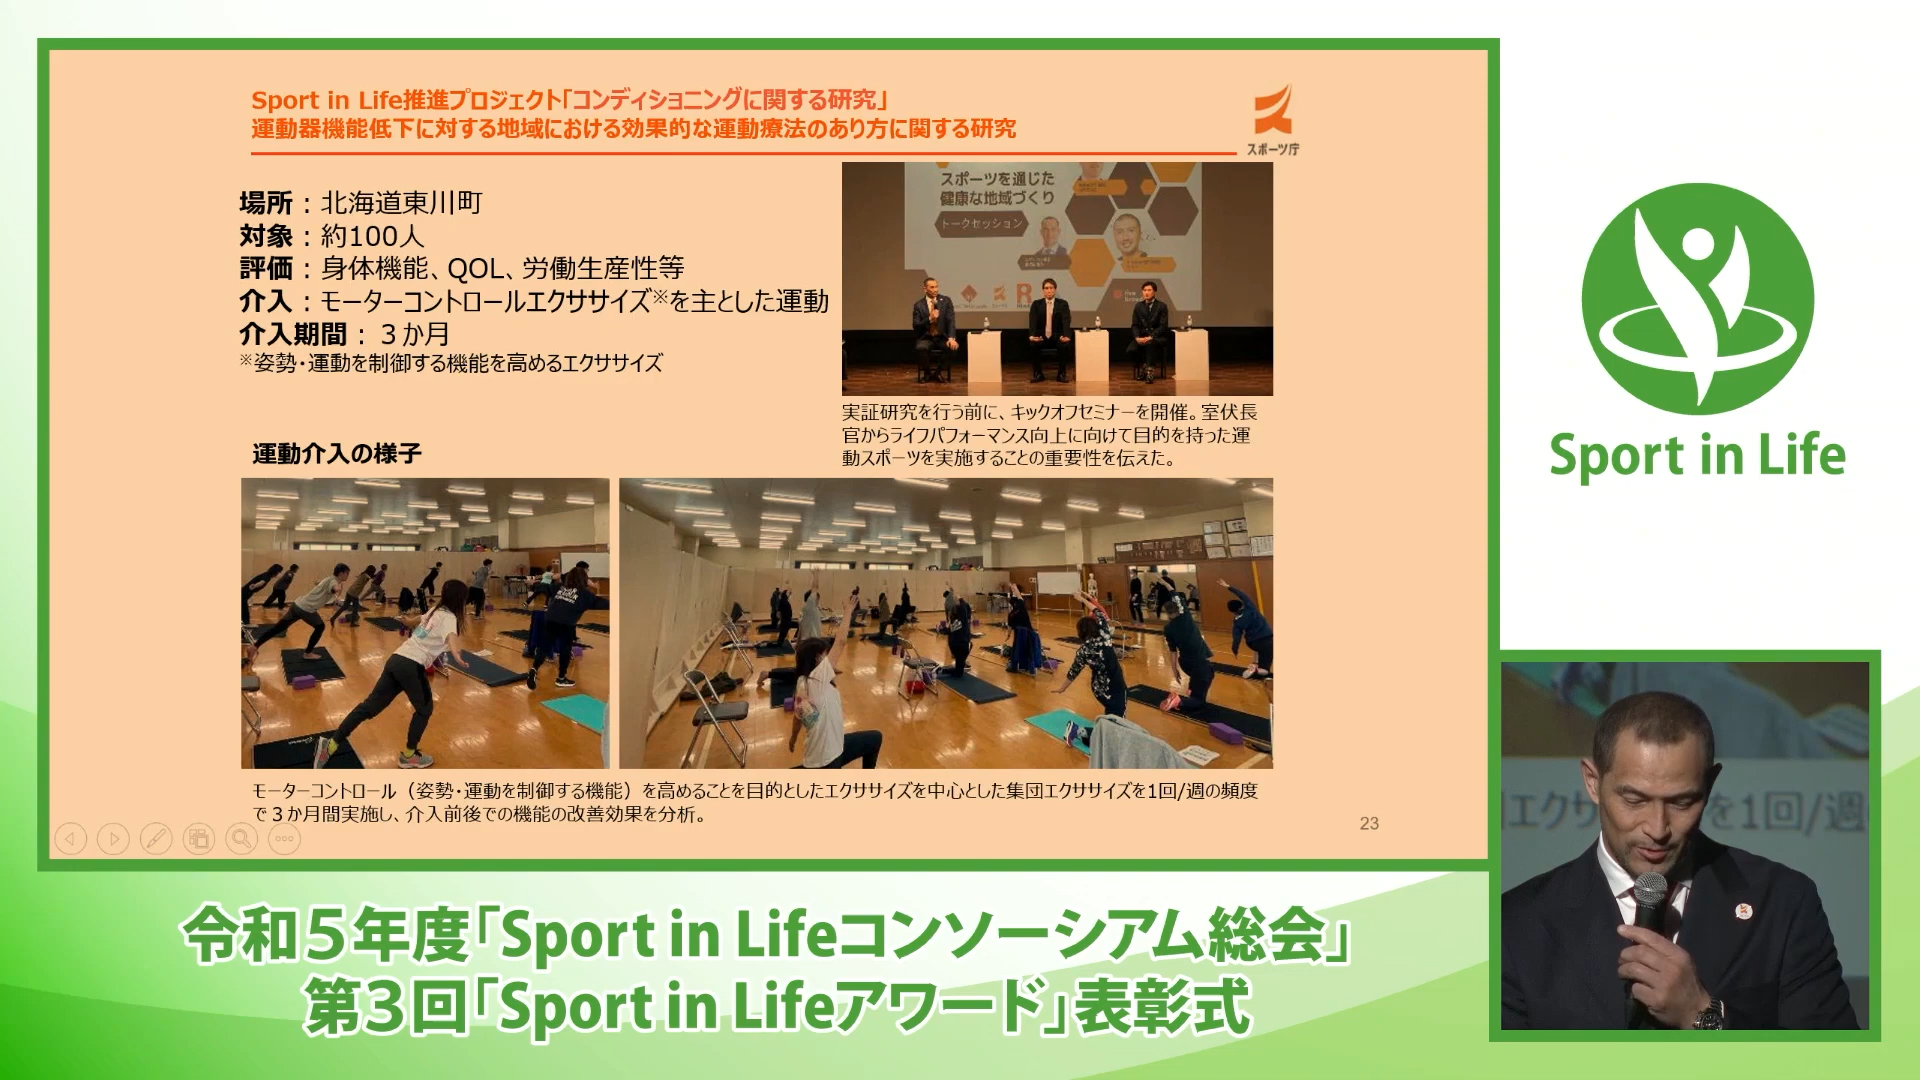 Sport in Life推進プロジェクト「コンディショニングに関する研究」
運動器機能低下に対する地域における効果的な運動療法のあり方に関する研究
スポーツ庁
場所：北海道東川町
対象：約100人
評価：身体機能、QOL、労働生産性等
介入：モーターコントロールエクササイズ※を主とした運動
介入期間：３か月
※姿勢・運動を制御する機能を高めるエクササイズ
スポーツを通じた
健康な地域づくり
トークセッション
実証研究を行う前に、キックオフセミナーを開催。室伏長
官からライフパフォーマンス向上に向けて目的を持った運
動スポーツを実施することの重要性を伝えた。
運動介入の様子
モーターコントロール（姿勢・運動を制御する機能）を高めることを目的としたエクササイズを中心とした集団エクササイズを1回/週の頻度
で３か月間実施し、介入前後での機能の改善効果を分析。
23
Sport in Life
エクサ
を1回/週
令和５年度「Sport in Lifeコンソーシアム総会」
第３回「Sport in Lifeアワード」表彰式